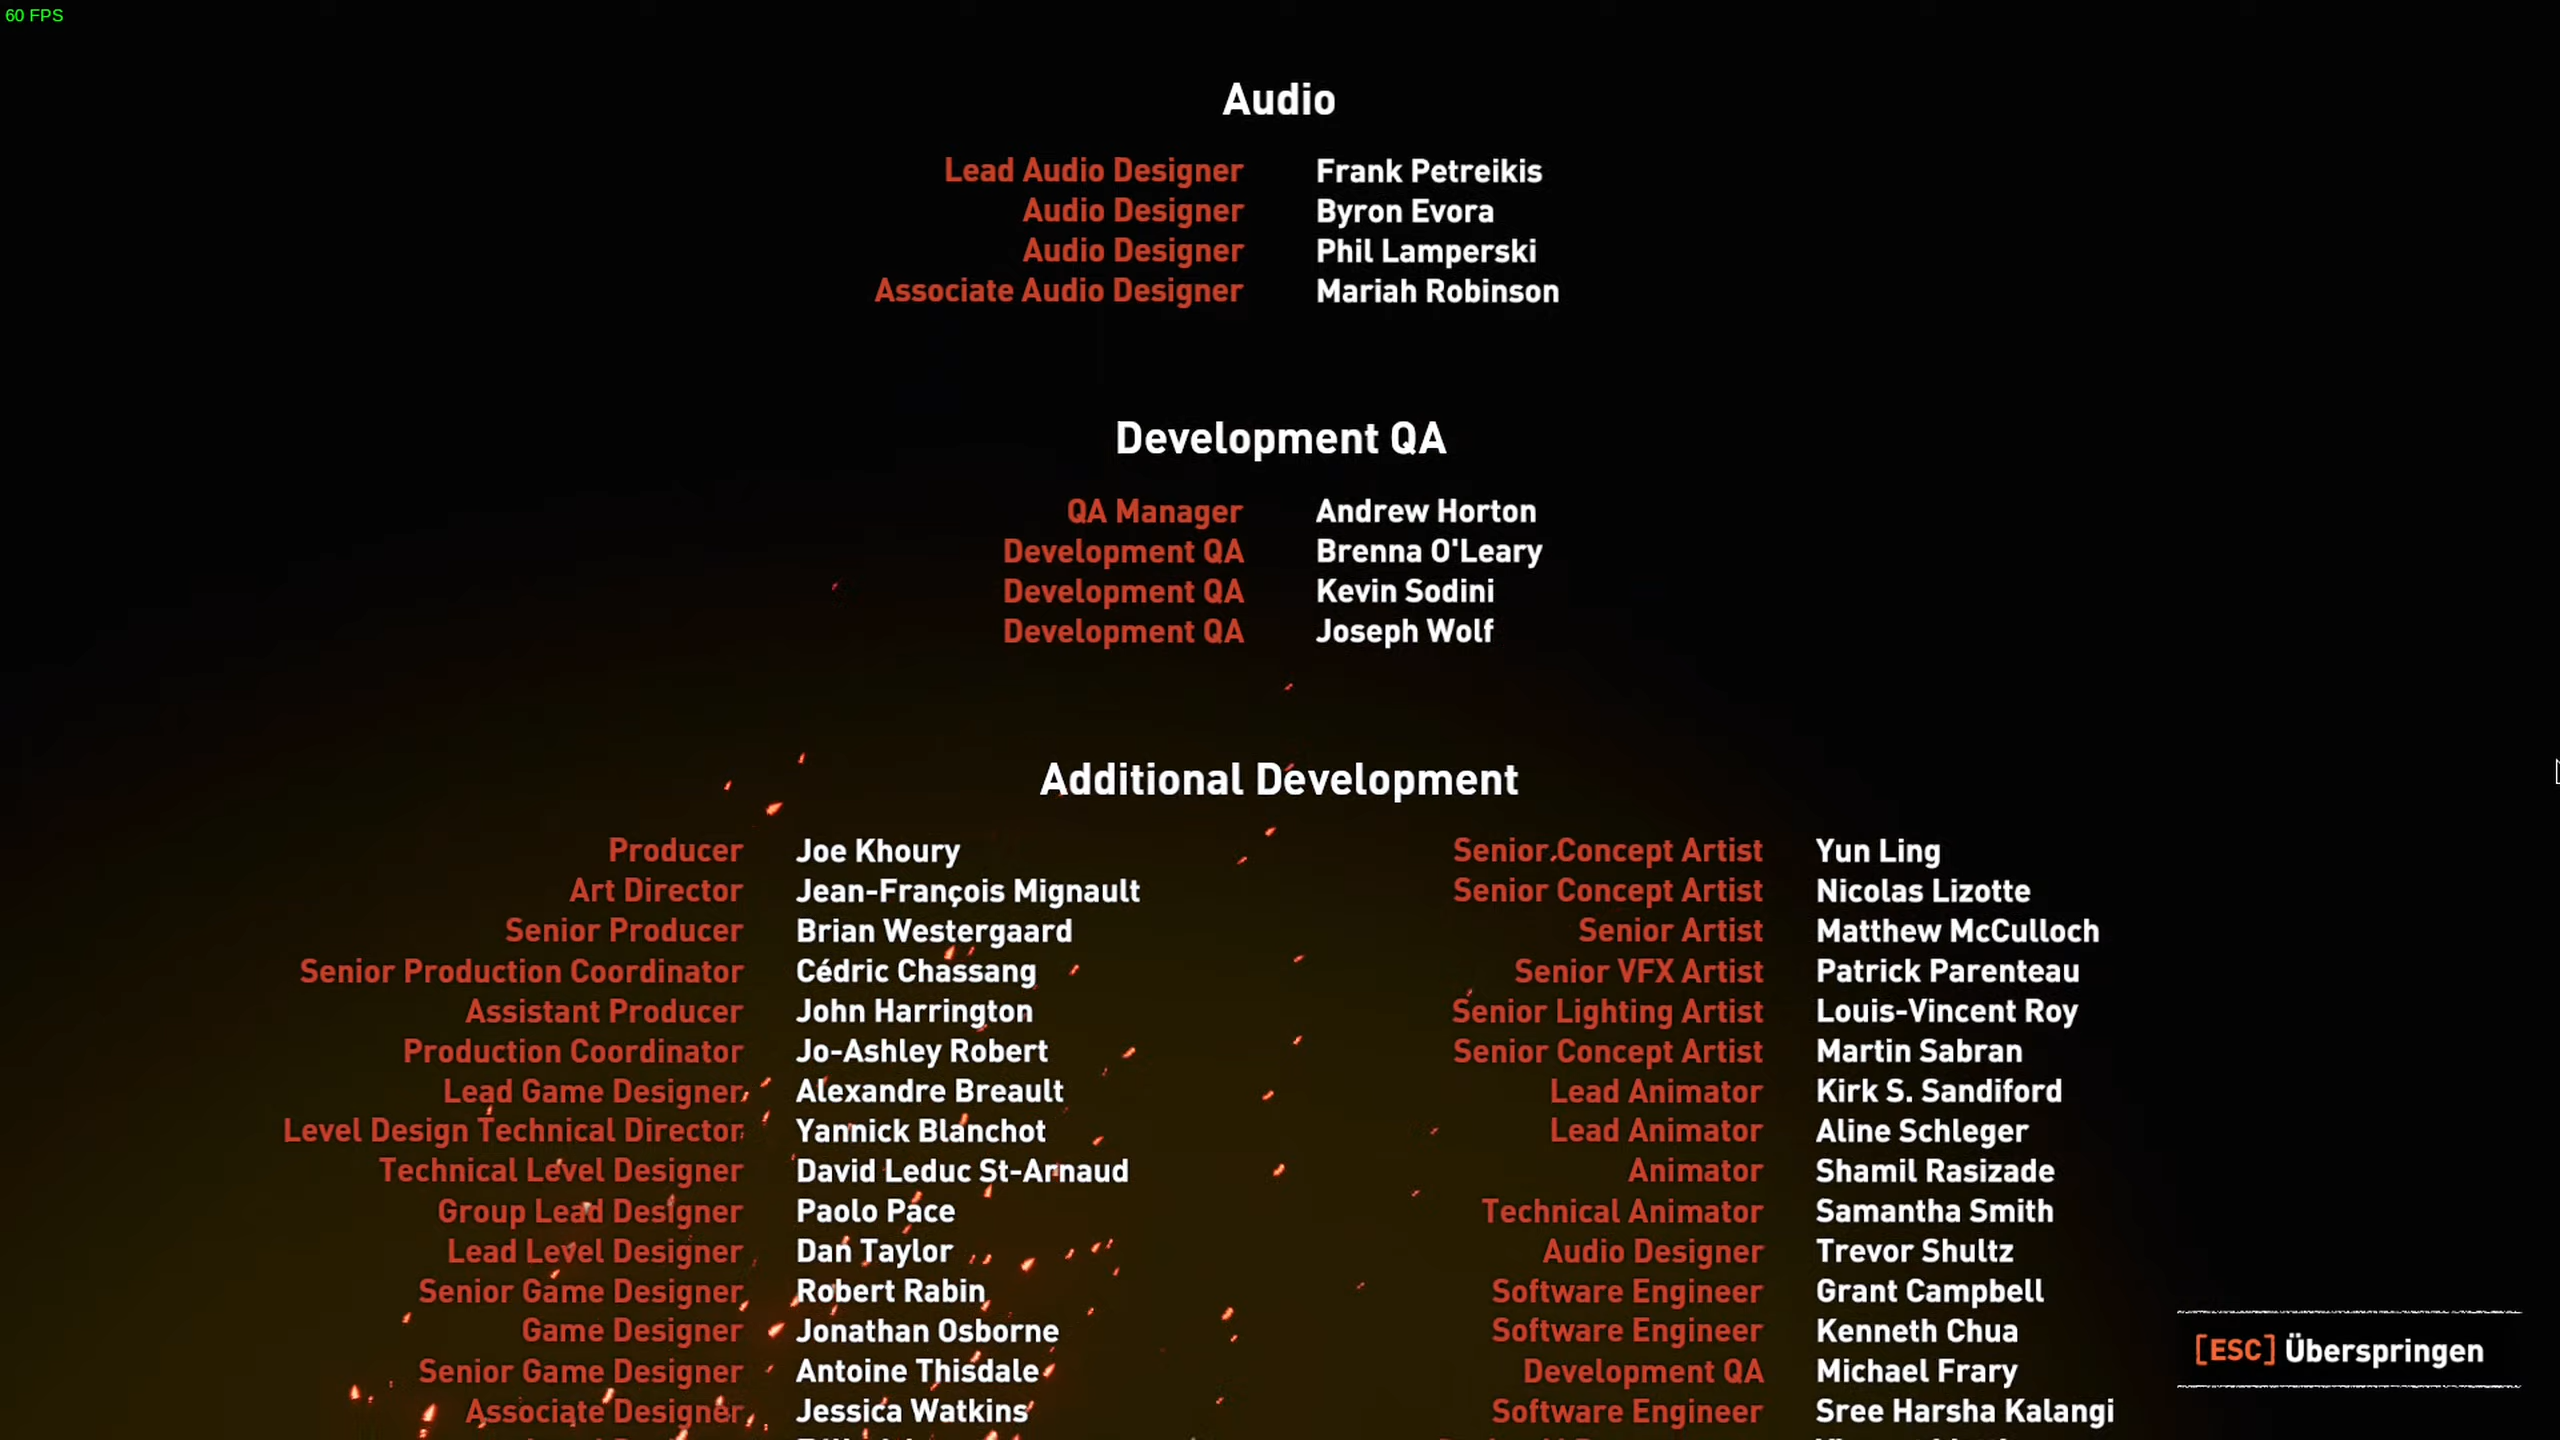 60 FPS
Audio
Lead Audio Designer Frank Petreikis
Audio Designer Byron Evora
Audio Designer Phil Lamperski
Associate Audio Designer Mariah Robinson
Development QA
QA Manager Andrew Horton
Development QA Brenna O'Leary
Development QA Kevin Sodini
Development QA Joseph Wolf
Additional Development
Producer Joe Khoury
Art Director Jean-François Mignault
Senior Producer Brian Westergaard
Senior Production Coordinator Cédric Chassang
Assistant Producer John Harrington
Production Coordinator Jo-Ashley Robert
Lead Game Designer Alexandre Breault
Level Design Technical Director Yannick Blanchot
Technical Level Designer David Leduc St-Arnaud
Group Lead Designer Paolo Pace
Lead Level Designer Dan Taylor
Senior Game Designer Robert Rabin
Game Designer Jonathan Osborne
Senior Game Designer Antoine Thisdale
Associate Designer Jessica Watkins
Senior Concept Artist Yun Ling
Senior Concept Artist Nicolas Lizotte
Senior Artist Matthew McCulloch
Senior VFX Artist Patrick Parenteau
Senior Lighting Artist Louis-Vincent Roy
Senior Concept Artist Martin Sabran
Lead Animator Kirk S. Sandiford
Lead Animator Aline Schleger
Animator Shamil Rasizade
Technical Animator Samantha Smith
Audio Designer Trevor Shultz
Software Engineer Grant Campbell
Software Engineer Kenneth Chua
Development QA Michael Frary
Software Engineer Sree Harsha Kalangi
[ESC] Überspringen